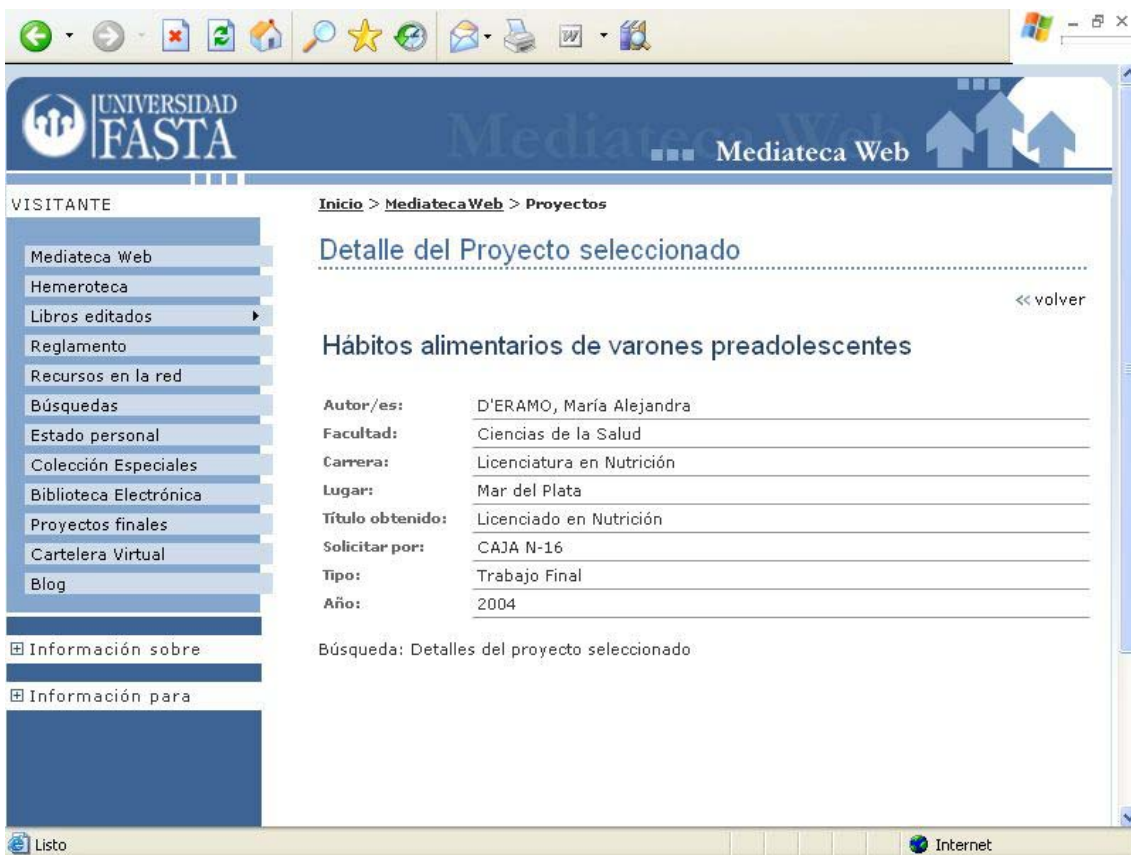 UNIVERSIDAD
FASTA
Mediateca Web
Mediateca Web
VISITANTE
Mediateca Web
Hemeroteca
Libros editados
Reglamento
Recursos en la red
Búsquedas
Estado personal
Colección Especiales
Biblioteca Electrónica
Proyectos finales
Cartelera Virtual
Blog
Información sobre
Información para
Inicio > MediatecaWeb > Proyectos
Detalle del Proyecto seleccionado
<< volver
Hábitos alimentarios de varones preadolescentes
Autor/es: D'ERAMO, María Alejandra
Facultad: Ciencias de la Salud
Carrera: Licenciatura en Nutrición
Lugar: Mar del Plata
Título obtenido: Licenciado en Nutrición
Solicitar por: CAJA N-16
Tipo: Trabajo Final
Año: 2004
Búsqueda: Detalles del proyecto seleccionado
Listo
Internet